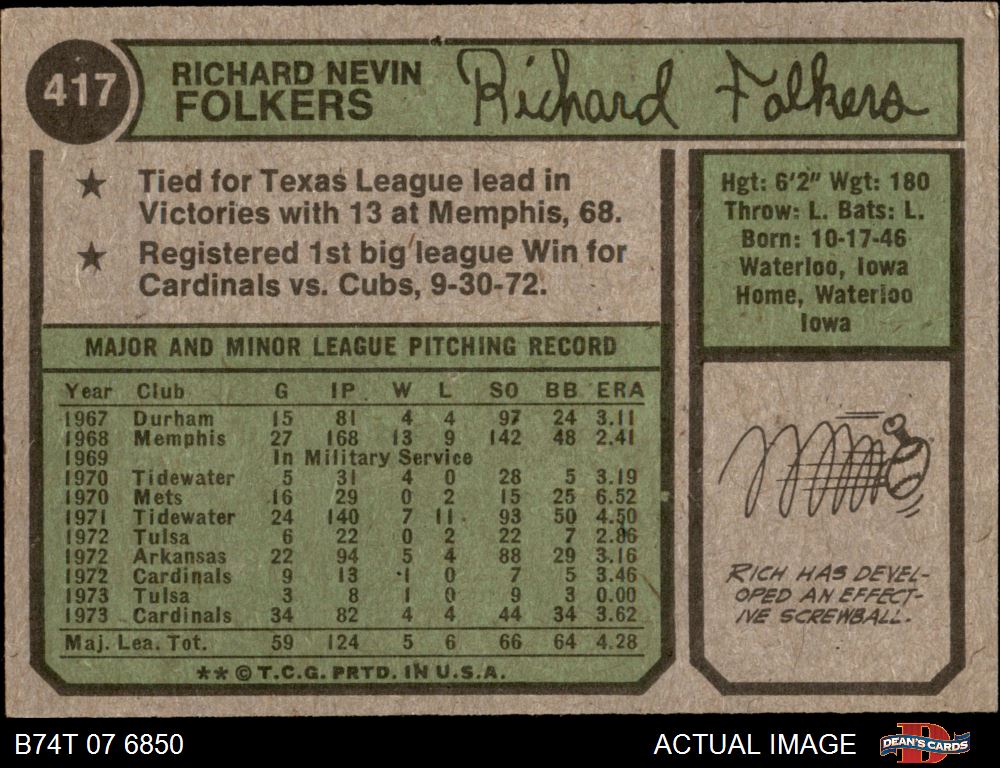 417
RICHARD NEVIN
FOLKERS
Richard Folkers
★ Tied for Texas League lead in
Victories with 13 at Memphis, 68.
★ Registered 1st big league Win for
Cardinals vs. Cubs, 9-30-72.
Hgt: 6'2" Wgt: 180
Throw: L. Bats: L.
Born: 10-17-46
Waterloo, Iowa
Home, Waterloo
Iowa
MAJOR AND MINOR LEAGUE PITCHING RECORD
Year Club G IP. W L SO BB ERA
1967 Durham 15 81 4 4 97 24 3.11
1968 Memphis 27 168 13 9 142 48 2.41
1969 In Military Service
1970 Tidewater 5 31 4 0 28 5 3.19
1970 Mets 16 29 0 2 15 25 6.52
1971 Tidewater 24 140 7 11 93 50 4.50
1972 Tulsa 6 22 0 2 22 7 2.86
1972 Arkansas 22 94 5 4 88 29 3.16
1972 Cardinals 9 13 1 0 7 5 3.46
1973 Tulsa 3 8 1 0 9 3 0.00
1973 Cardinals 34 82 4 4 44 34 3.62
Maj. Lea. Tot. 59 124 5 6 66 64 4.28
**© T.C.G. PRTD. IN U.S.A.
RICH HAS DEVEL-
OPED AN EFFECT-
IVE SCREWBALL.
B74T 07 6850
ACTUAL IMAGE
DEAN'S CARDS